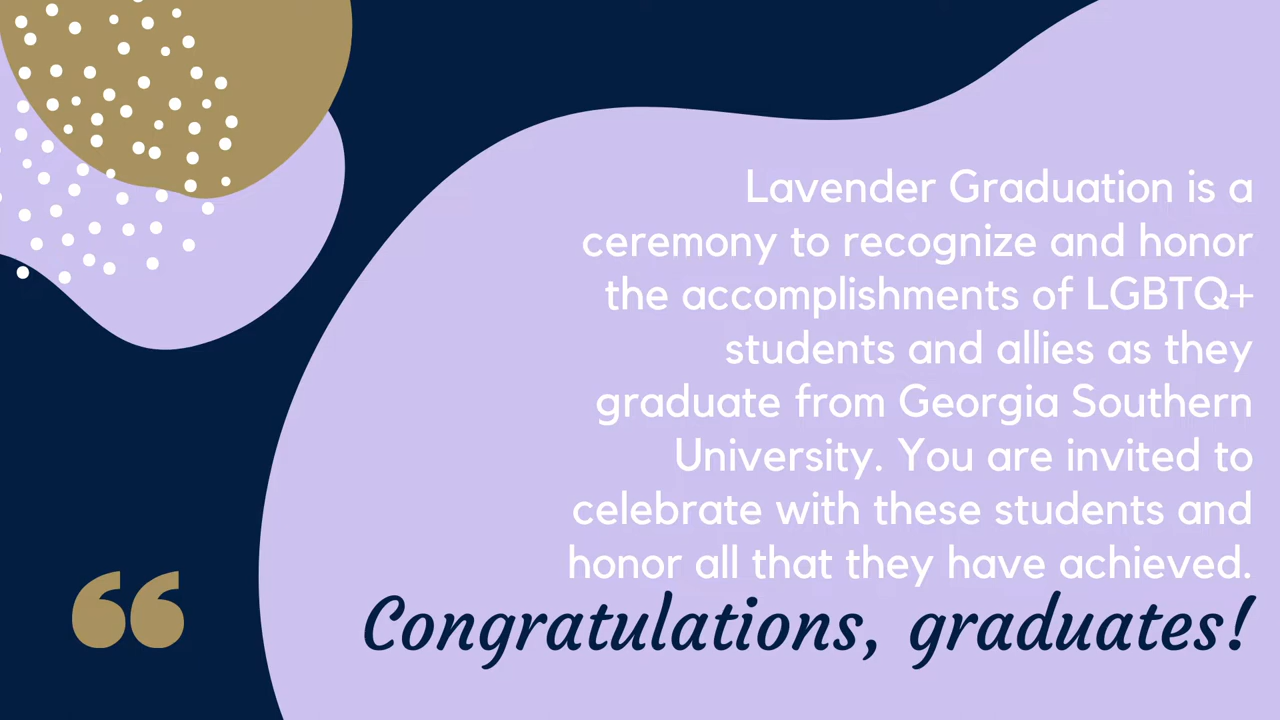 Lavender Graduation is a
ceremony to recognize and honor
the accomplishments of LGBTQ+
students and allies as they
graduate from Georgia Southern
University. You are invited to
celebrate with these students and
honor all that they have achieved.
Congratulations, graduates!
“